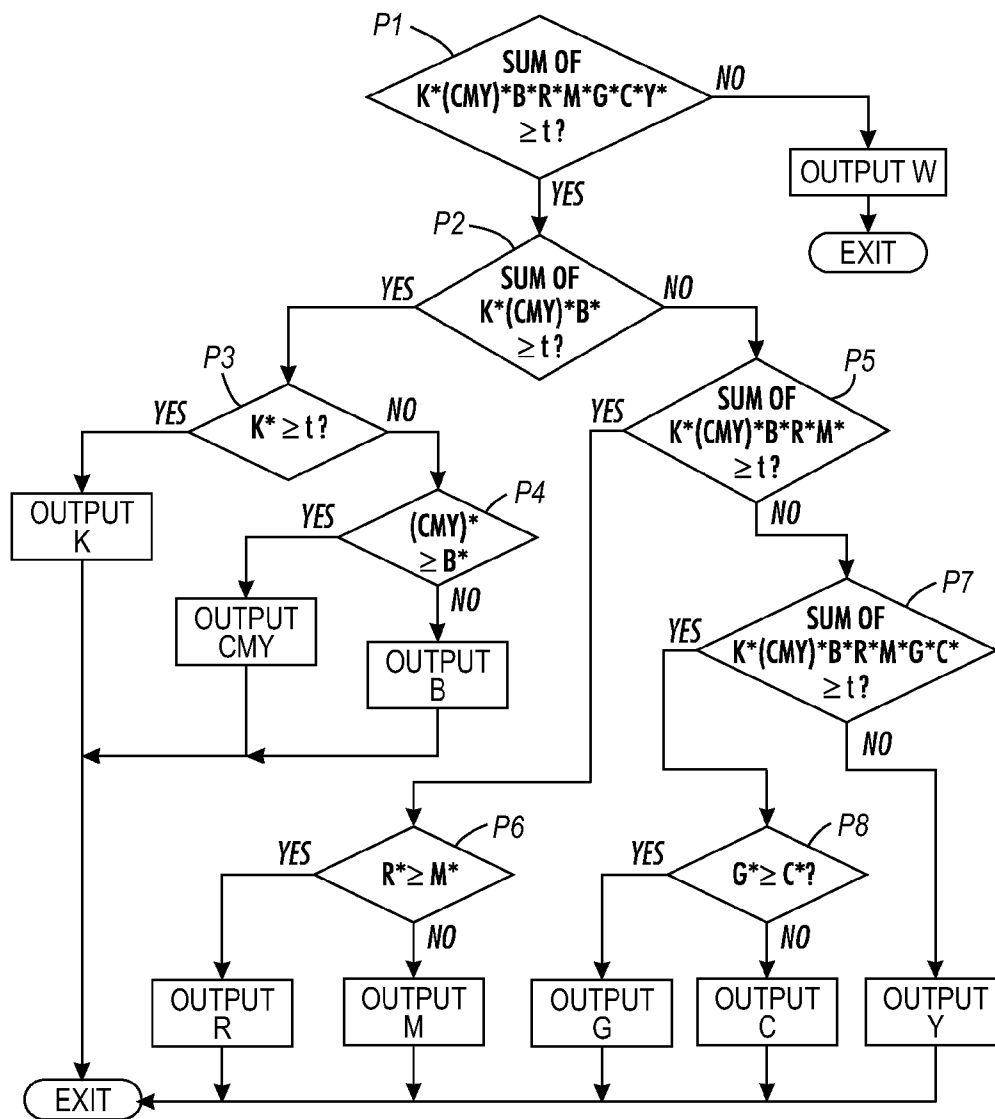 P1
SUM OF
K*(CMY)*B*R*M*G*C*Y*
≥ t?
NO
YES
OUTPUT W
EXIT
P2
SUM OF
K*(CMY)*B*
≥ t?
YES
NO
P3
K* ≥ t?
YES
NO
P5
SUM OF
K*(CMY)*B*R*M*
≥ t?
YES
NO
OUTPUT
K
P4
(CMY)*
≥ B*
YES
NO
OUTPUT
CMY
OUTPUT
B
P7
SUM OF
K*(CMY)*B*R*M*G*C*
≥ t?
YES
NO
P6
R* ≥ M*
YES
NO
P8
G* ≥ C*?
YES
NO
OUTPUT
R
OUTPUT
M
OUTPUT
G
OUTPUT
C
OUTPUT
Y
EXIT